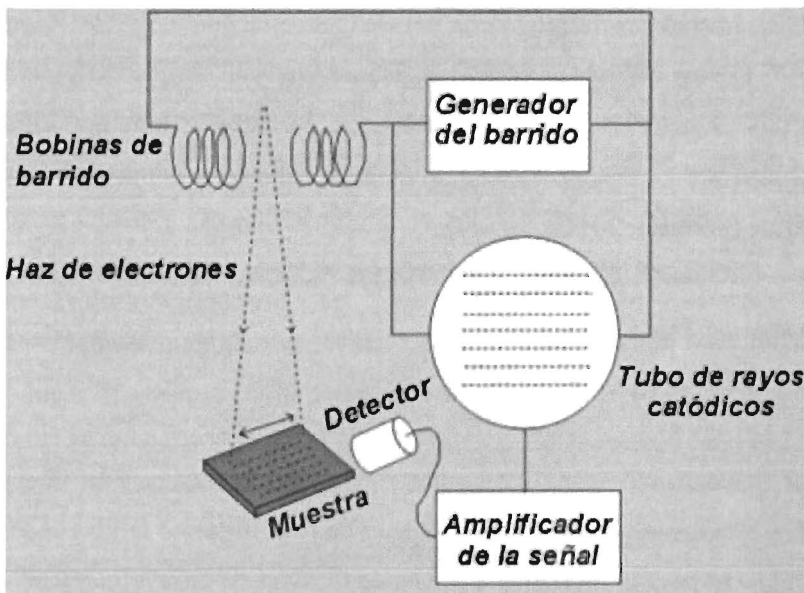 Generador
del barrido
Bobinas de
barrido
Haz de electrones
Tubo de rayos
catódicos
Detector
Muestra
Amplificador
de la señal